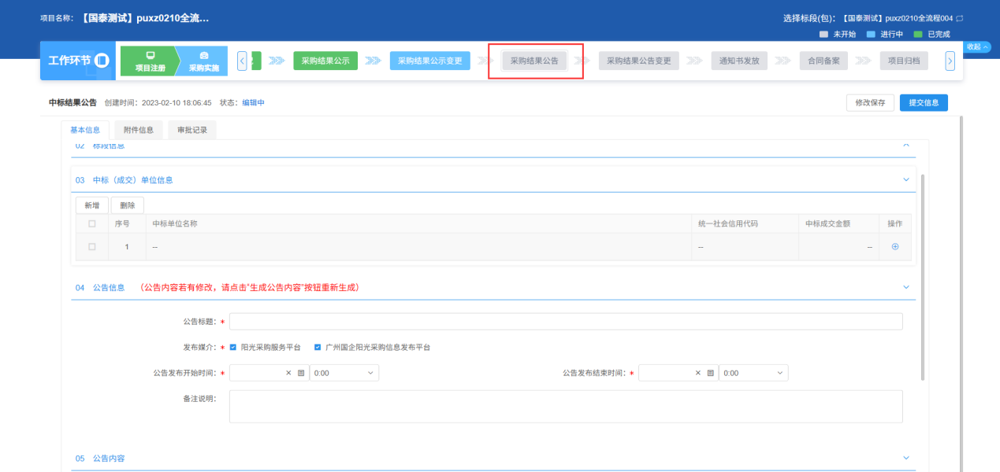 项目名称： 【国泰测试】puxz0210全流... 选择标段(包)： 【国泰测试】puxz0210全流程004
未开始 进行中 已完成
工作环节 项目注册 采购实施 采购结果公示 采购结果公示变更 采购结果公告 采购结果公告变更 通知书发放 合同备案 项目归档 收起
中标结果公告 创建时间：2023-02-10 18:06:45 状态：编辑中 修改保存 提交信息
基本信息 附件信息 审批记录
02 标段信息
03 中标（成交）单位信息
新增 删除
序号 中标单位名称 统一社会信用代码 中标成交金额 操作
1 -- -- --
04 公告信息 （公告内容若有修改，请点击"生成公告内容"按钮重新生成）
公告标题：*
发布媒介：* 阳光采购服务平台 广州国企阳光采购信息发布平台
公告发布开始时间：* 0:00 公告发布结束时间：* 0:00
备注说明：
05 公告内容